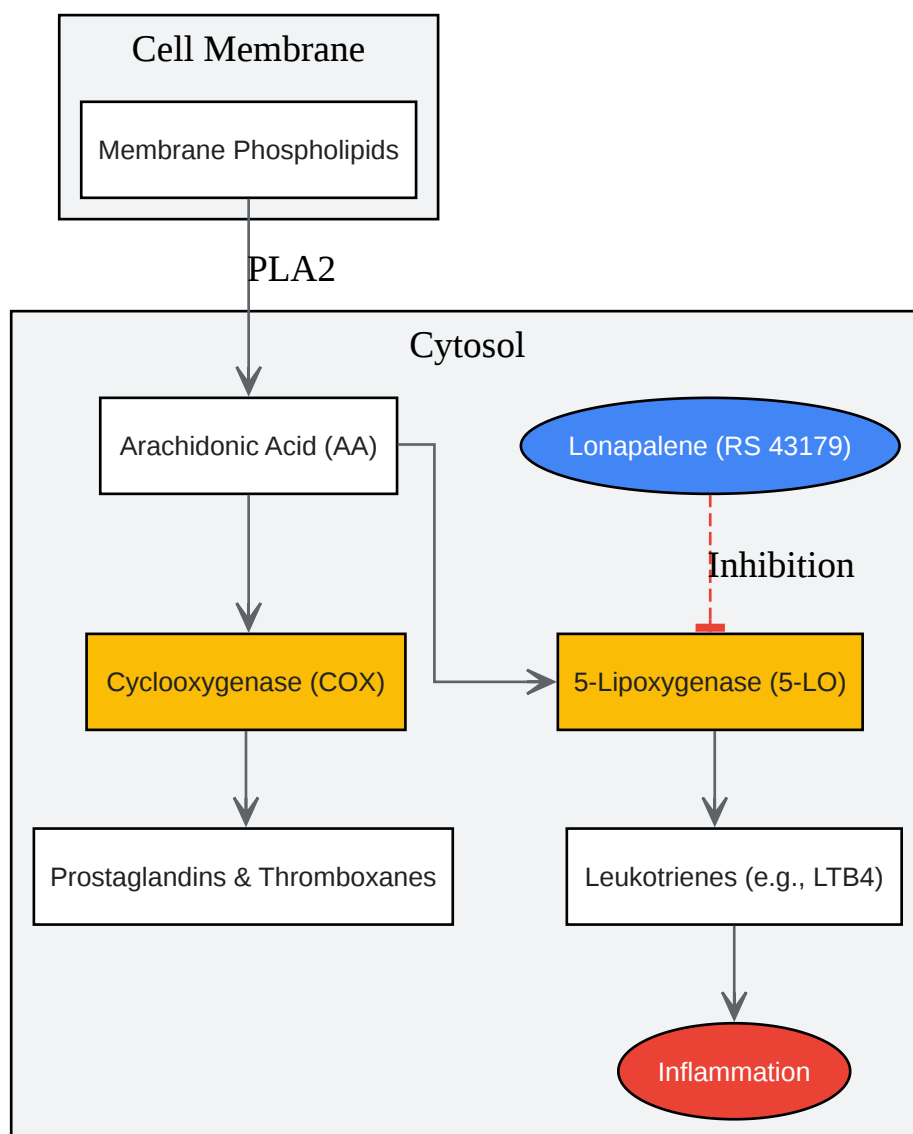 Cell Membrane
Membrane Phospholipids
PLA2
Cytosol
Arachidonic Acid (AA)
Lonapalene (RS 43179)
Inhibition
Cyclooxygenase (COX)
5-Lipoxygenase (5-LO)
Prostaglandins & Thromboxanes
Leukotrienes (e.g., LTB4)
Inflammation